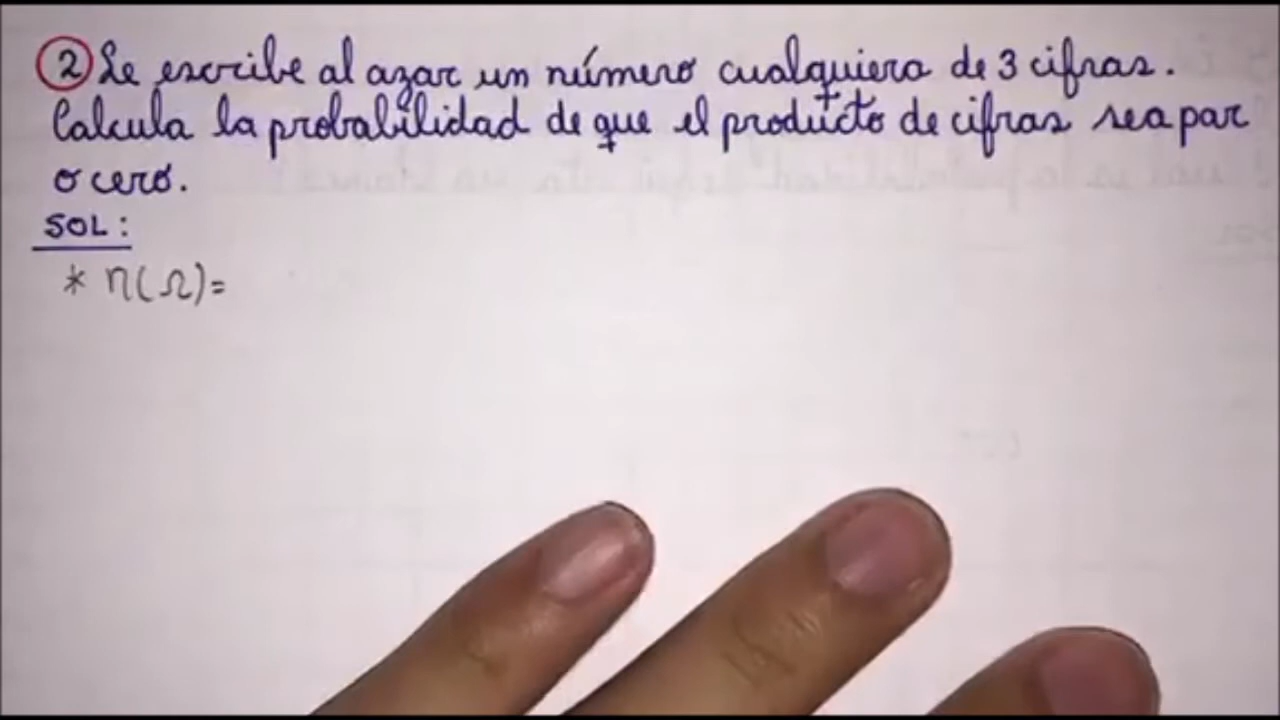 2 Se escribe al azar un número cualquiera de 3 cifras.
Calcula la probabilidad de que el producto de cifras sea par
o cero.
SOL:
* n(Ω)=